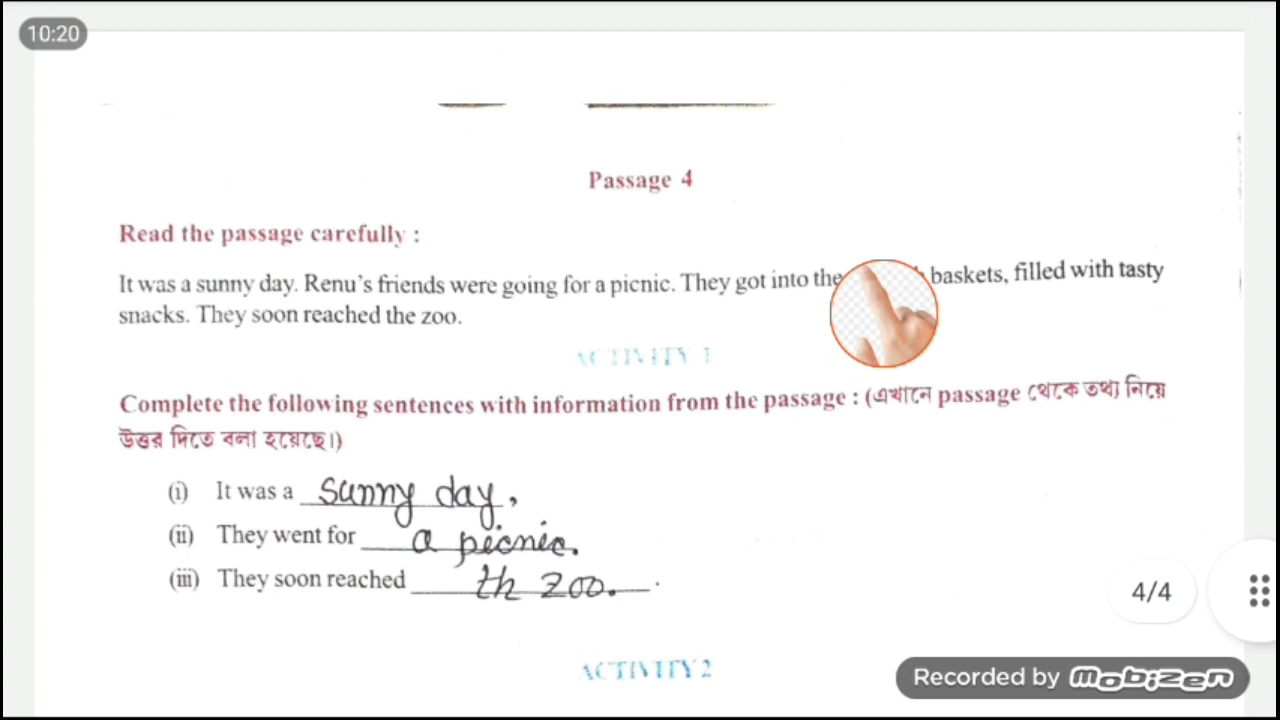 10:20
Passage 4
Read the passage carefully :
It was a sunny day. Renu's friends were going for a picnic. They got into the baskets, filled with tasty
snacks. They soon reached the zoo.
ACTIVITY 1
Complete the following sentences with information from the passage : (এখানে passage থেকে তথ্য নিয়ে
উত্তর দিতে বলা হয়েছে।)
(i) It was a sunny day,
(ii) They went for a picnic.
(iii) They soon reached th zoo. .
4/4
ACTIVITY 2
Recorded by Mobizen